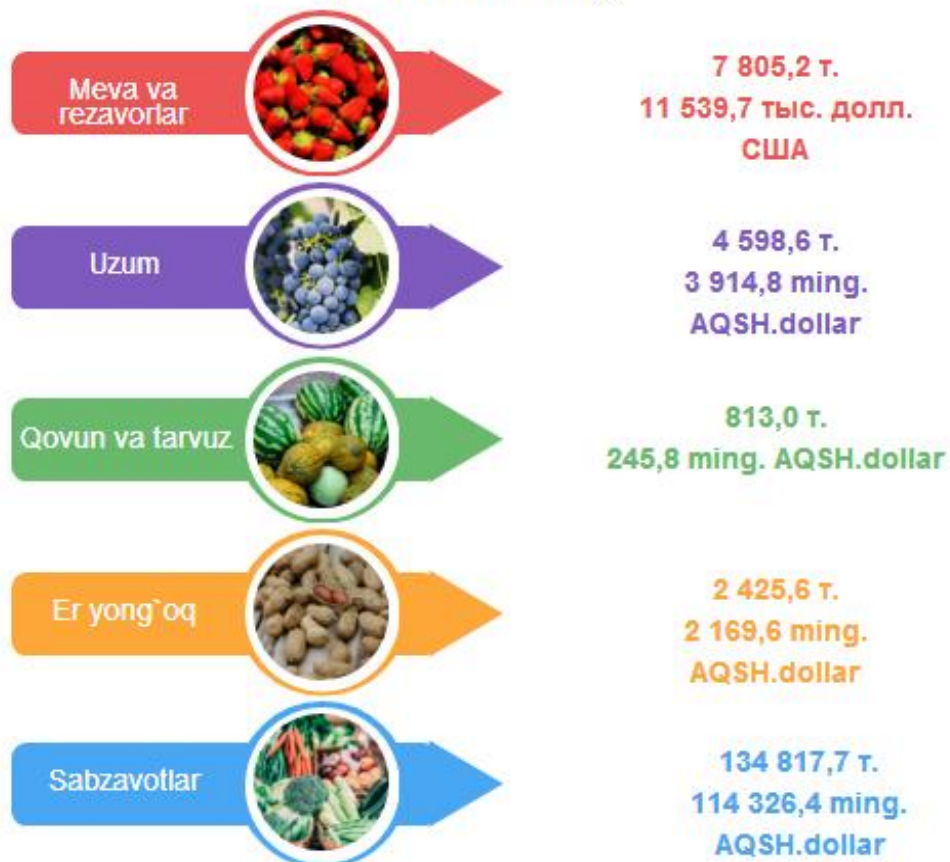 Meva va
rezavorlar
7 805,2 т.
11 539,7 тыс. долл.
США
Uzum
4 598,6 т.
3 914,8 ming.
AQSH.dollar
Qovun va tarvuz
813,0 т.
245,8 ming. AQSH.dollar
Er yong`oq
2 425,6 т.
2 169,6 ming.
AQSH.dollar
Sabzavotlar
134 817,7 т.
114 326,4 ming.
AQSH.dollar